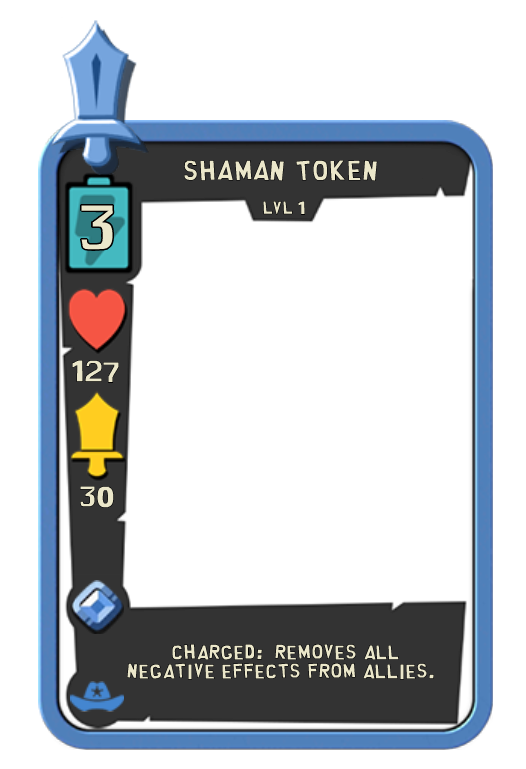 SHAMAN TOKEN
LVL 1
3
127
30
CHARGED: REMOVES ALL
NEGATIVE EFFECTS FROM ALLIES.